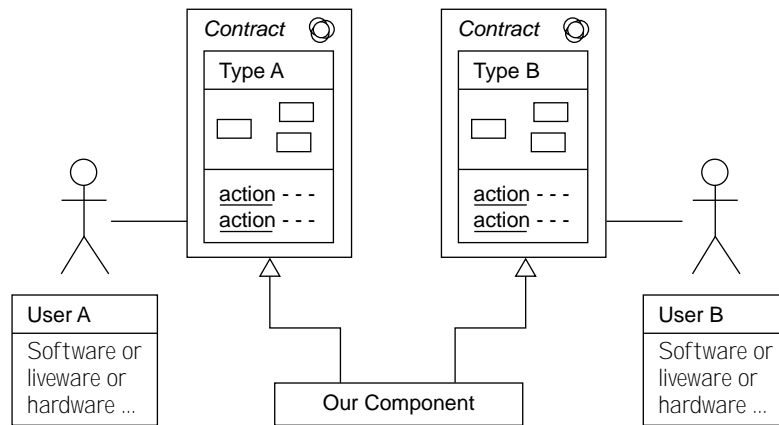 Contract
Type A
action - - -
action - - -
Contract
Type B
action - - -
action - - -
User A
Software or
liveware or
hardware ...
User B
Software or
liveware or
hardware ...
Our Component